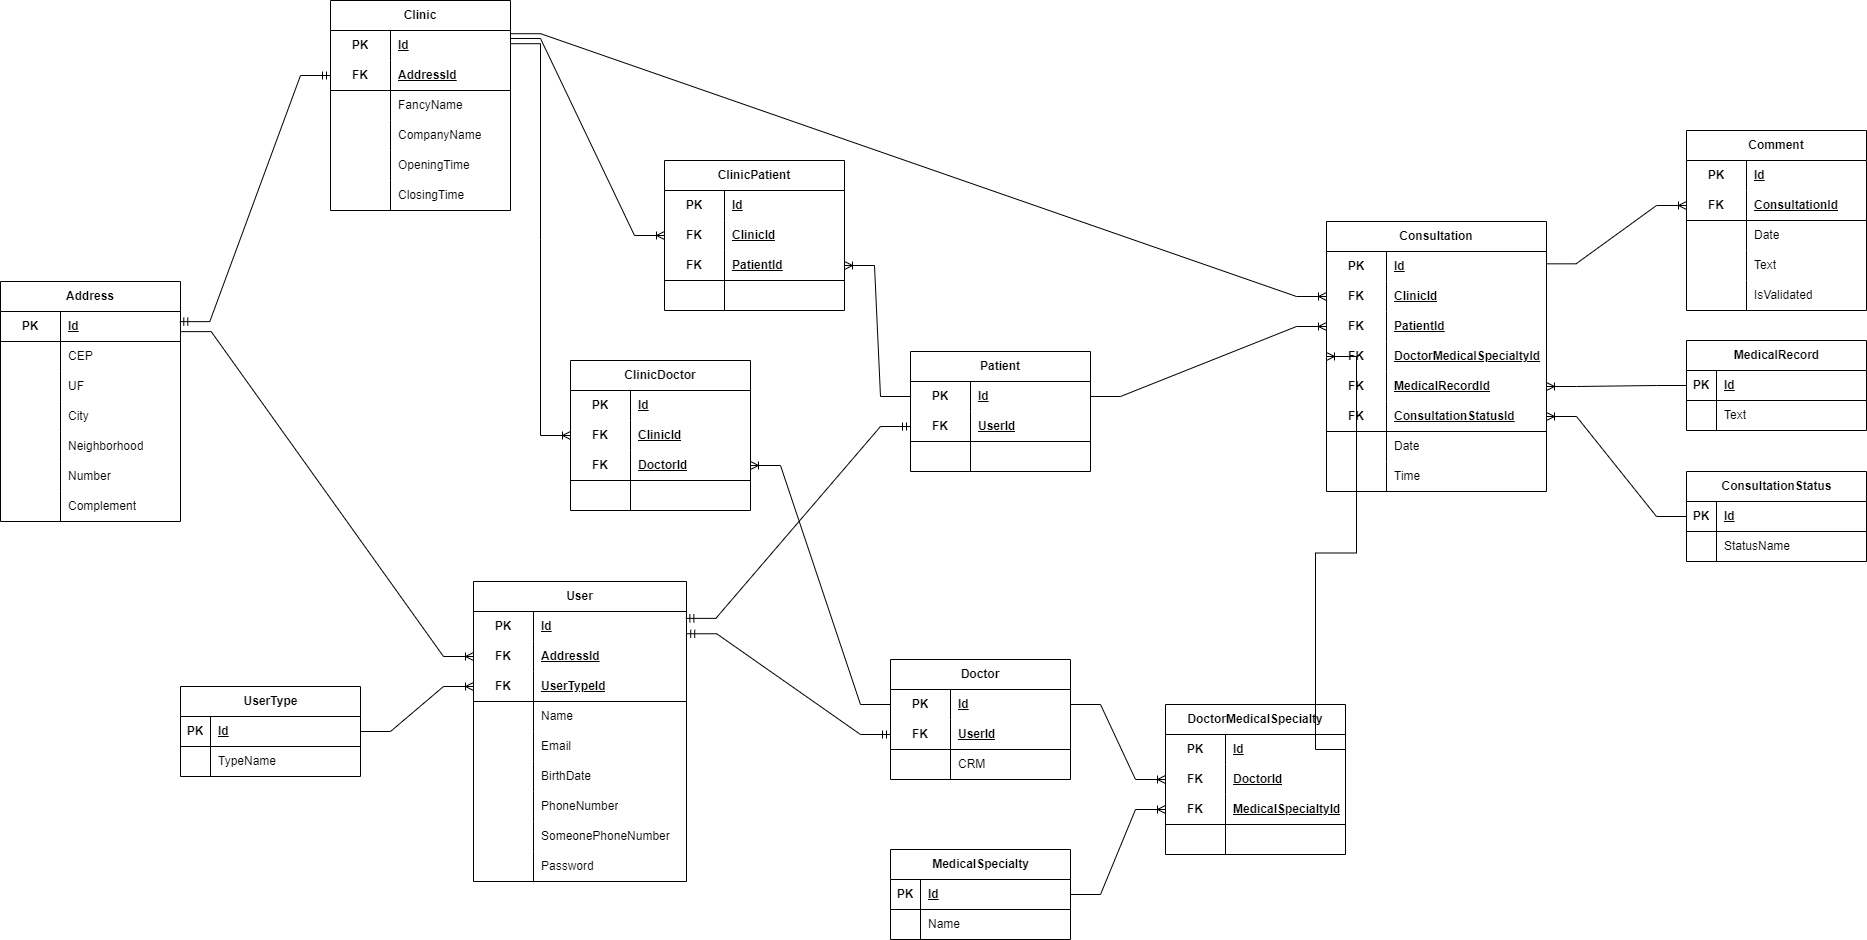 Clinic
PK Id
FK AddressId
FancyName
CompanyName
OpeningTime
ClosingTime
ClinicPatient
PK Id
FK ClinicId
FK PatientId
Comment
PK Id
FK ConsultationId
Date
Text
IsValidated
Consultation
PK Id
FK ClinicId
FK PatientId
FK DoctorMedicalSpecialtyId
FK MedicalRecordId
FK ConsultationStatusId
Date
Time
Address
PK Id
CEP
UF
City
Neighborhood
Number
Complement
ClinicDoctor
PK Id
FK ClinicId
FK DoctorId
Patient
PK Id
FK UserId
MedicalRecord
PK Id
Text
ConsultationStatus
PK Id
StatusName
User
PK Id
FK AddressId
FK UserTypeId
Name
Email
BirthDate
PhoneNumber
SomeonePhoneNumber
Password
UserType
PK Id
TypeName
Doctor
PK Id
FK UserId
CRM
DoctorMedicalSpecialty
PK Id
FK DoctorId
FK MedicalSpecialtyId
MedicalSpecialty
PK Id
Name